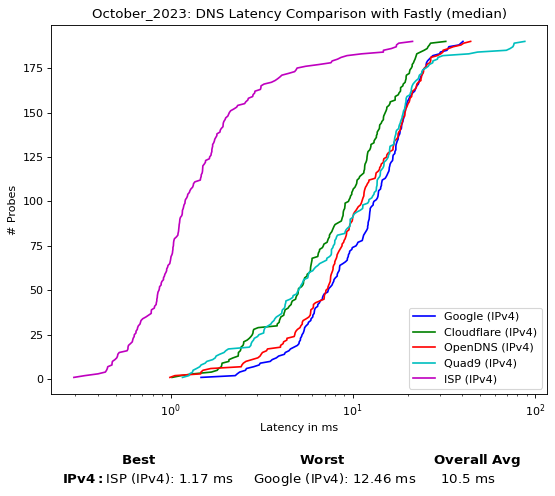 October_2023: DNS Latency Comparison with Fastly (median)
# Probes
175
150
125
100
75
50
25
0
Google (IPv4)
Cloudflare (IPv4)
OpenDNS (IPv4)
Quad9 (IPv4)
ISP (IPv4)
10⁰ 10¹ 10²
Latency in ms
Best Worst Overall Avg
IPv4: ISP (IPv4): 1.17 ms Google (IPv4): 12.46 ms 10.5 ms